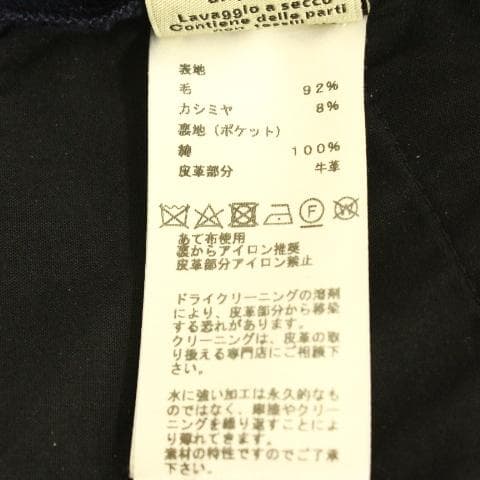 Lavaggio a secco
Contiene delle parti
表地
毛 92%
カシミヤ 8%
裏地（ポケット）
綿 100%
皮革部分 牛革
F
W
あて布使用
裏からアイロン推奨
皮革部分アイロン禁止
ドライクリーニングの溶剤
により、皮革部分から移染
する恐れがあります。
クリーニングは、皮革の取
り扱える専門店にご相談下
さい。
水に強い加工は永久的なも
のではなく、摩擦やクリー
ニングを繰り返すことによ
り薄れてきます。
素材の特性ですのでご了承
下さい。